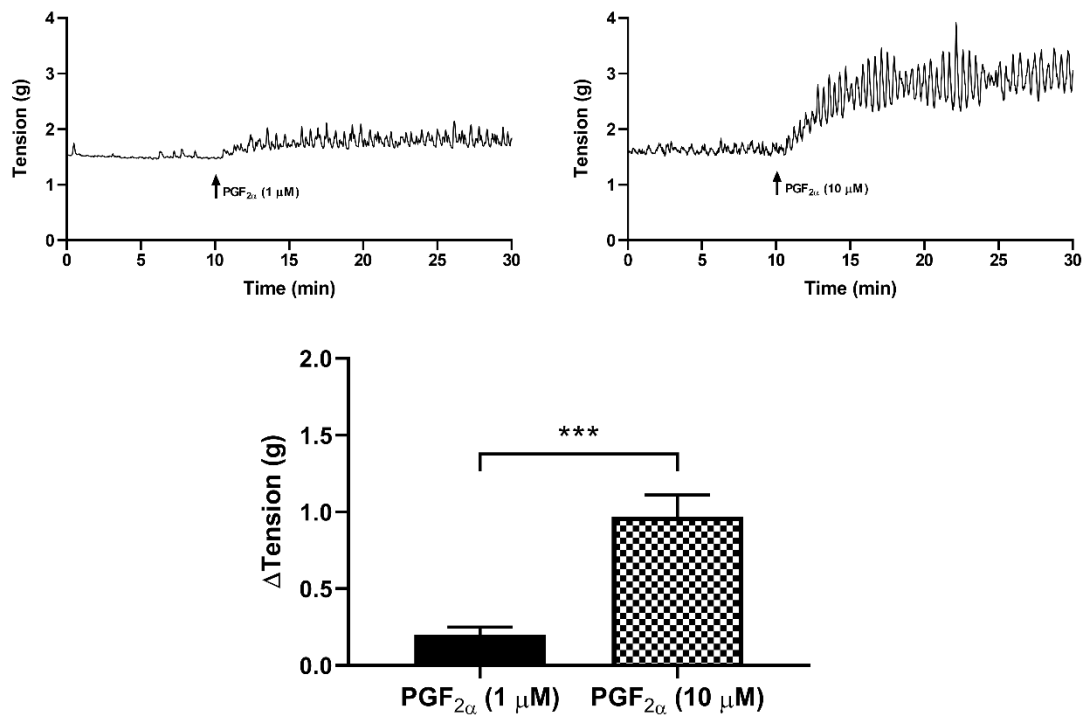 4
3
2
1
0
Tension (g)
0 5 10 15 20 25 30
Time (min)
PGF2α (1 μM)
4
3
2
1
0
Tension (g)
0 5 10 15 20 25 30
Time (min)
PGF2α (10 μM)
2.0
1.5
1.0
0.5
0.0
ΔTension (g)
***
PGF2α (1 μM) PGF2α (10 μM)